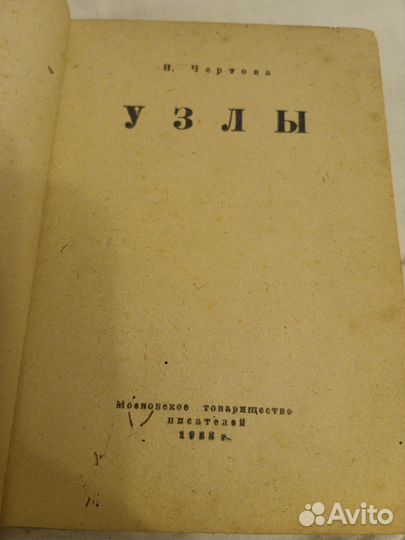 Н. Чертова
УЗЛЫ
Московское товарищество
писателей
Avito